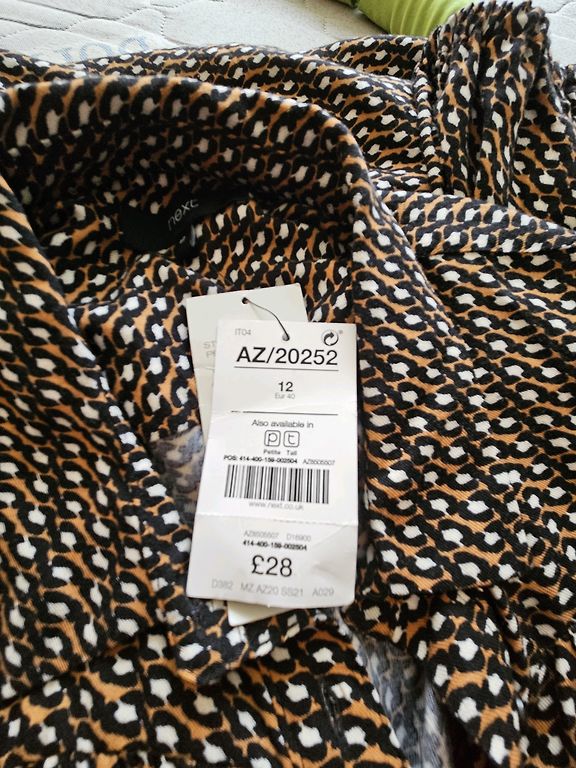 next
IT04
AZ/20252
12
Eur 40
Also available in
p t
Petite Tall
POS: 414-400-159-002504 AZ8505507
www.next.co.uk
AZ8505507 D16900
414-400-159-002504
£28
D382 MZ AZ20 SS21 A029